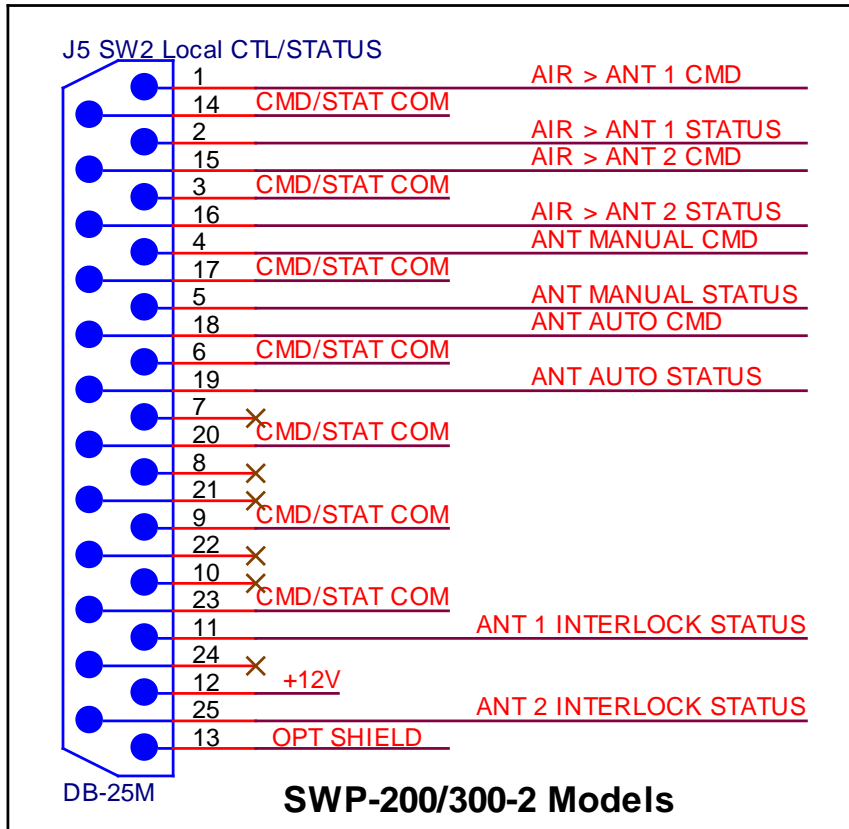 J5 SW2 Local CTL/STATUS
1 AIR > ANT 1 CMD
14 CMD/STAT COM
2 AIR > ANT 1 STATUS
15 AIR > ANT 2 CMD
3 CMD/STAT COM
16 AIR > ANT 2 STATUS
4 ANT MANUAL CMD
17 CMD/STAT COM
5 ANT MANUAL STATUS
18 ANT AUTO CMD
6 CMD/STAT COM
19 ANT AUTO STATUS
7
20 CMD/STAT COM
8
21
9 CMD/STAT COM
22
10
23 CMD/STAT COM
11 ANT 1 INTERLOCK STATUS
24
12 +12V
25 ANT 2 INTERLOCK STATUS
13 OPT SHIELD
DB-25M SWP-200/300-2 Models